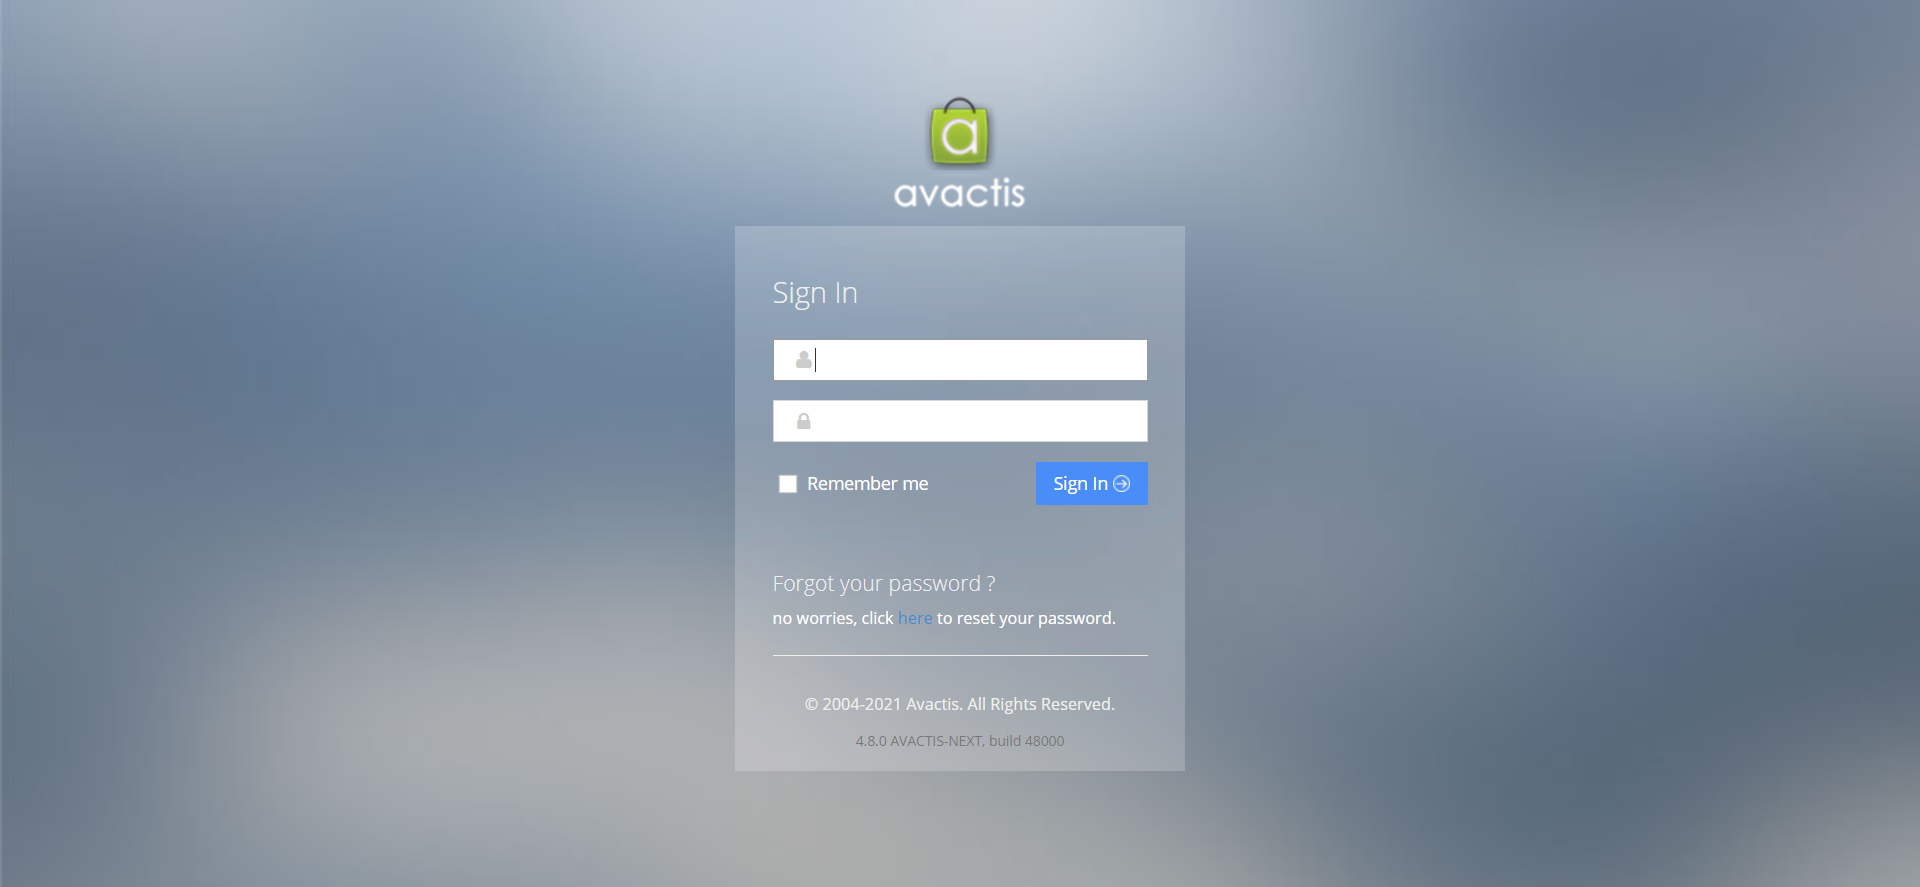 a
avactis
Sign In
Remember me
Sign In
Forgot your password ?
no worries, click here to reset your password.
© 2004-2021 Avactis. All Rights Reserved.
4.8.0 AVACTIS-NEXT, build 48000